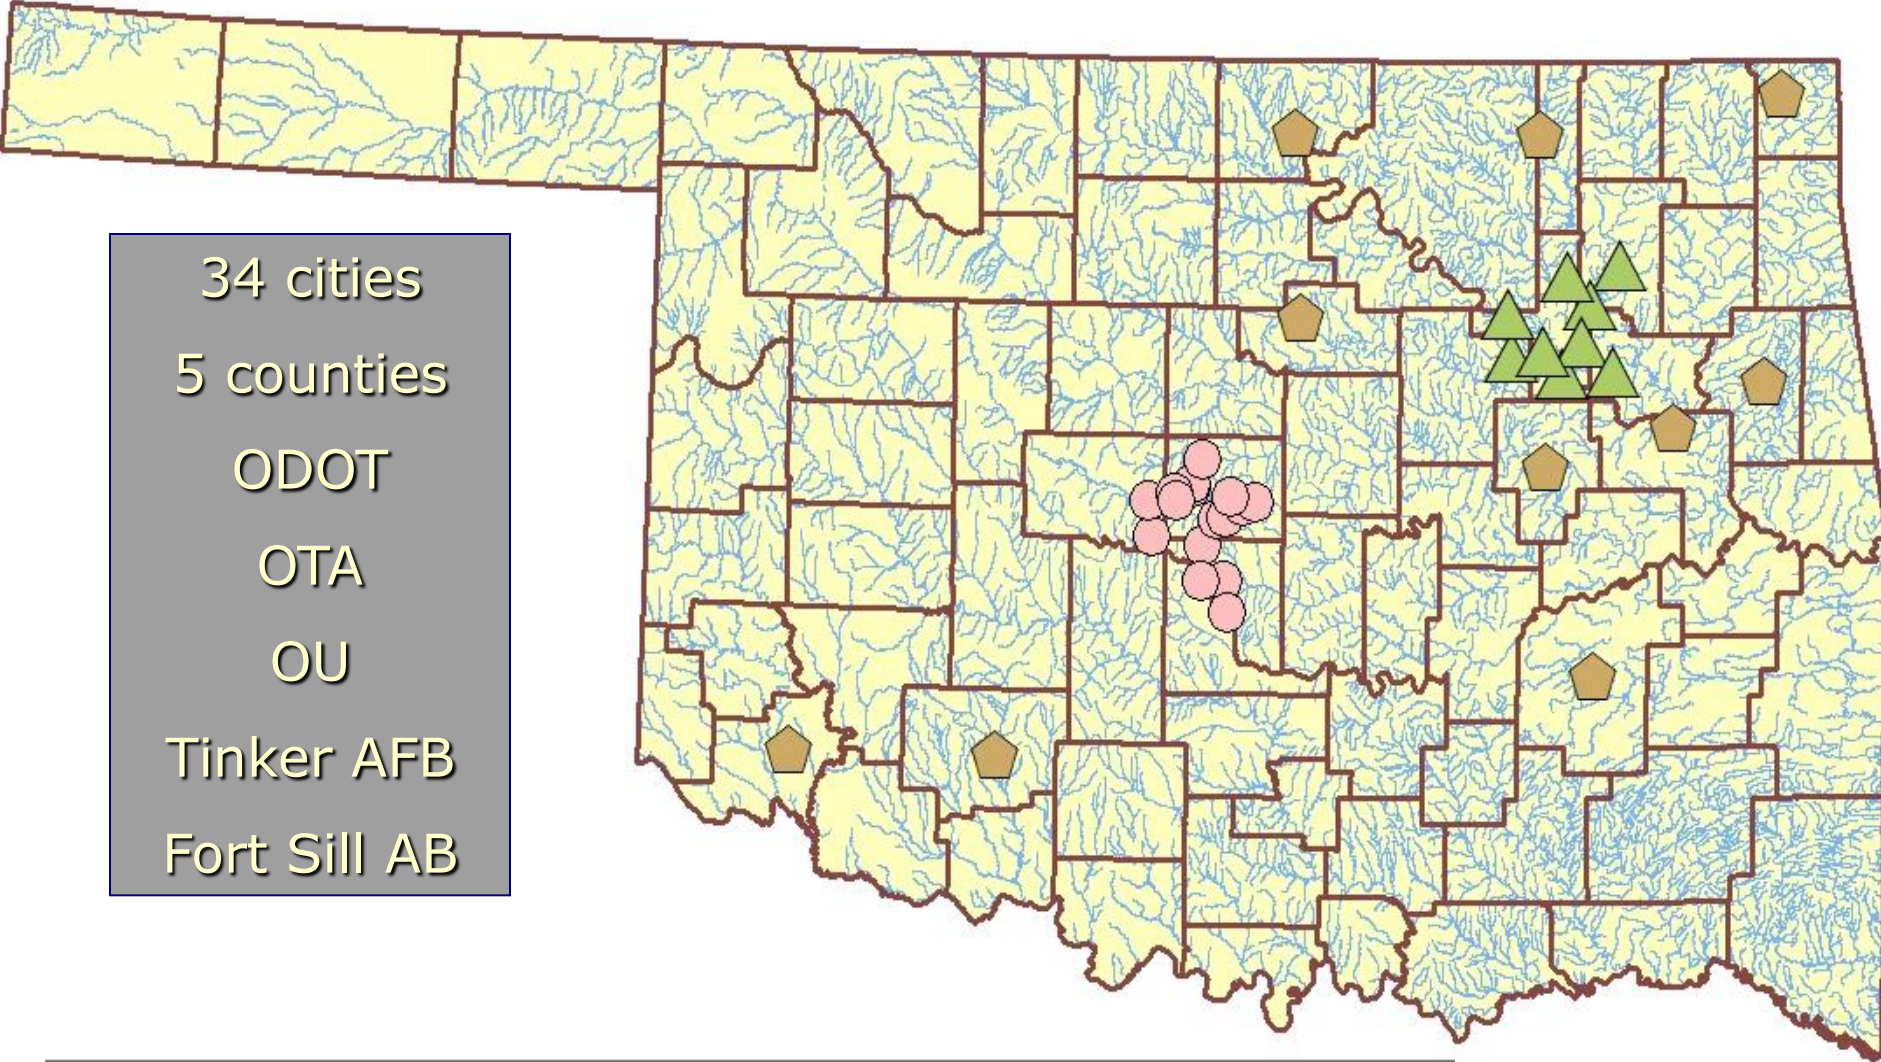 34 cities
5 counties
ODOT
OTA
OU
Tinker AFB
Fort Sill AB